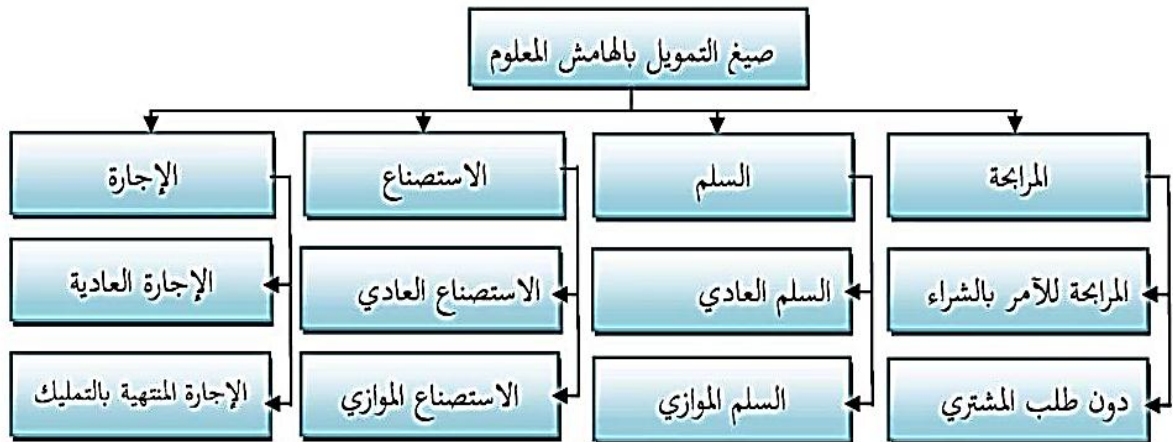 صيغ التمويل بالهامش المعلوم
المرابحة
السلم
الاستصناع
الإجارة
المرابحة للآمر بالشراء
السلم العادي
الاستصناع العادي
الإجارة العادية
دون طلب المشتري
السلم الموازي
الاستصناع الموازي
الإجارة المنتهية بالتمليك